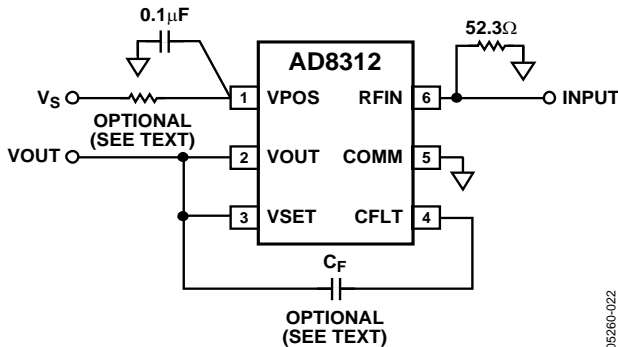 0.1μF
52.3Ω
AD8312
VS
1 VPOS RFIN 6
INPUT
OPTIONAL
(SEE TEXT)
VOUT
2 VOUT COMM 5
3 VSET CFLT 4
CF
OPTIONAL
(SEE TEXT)
05260-022